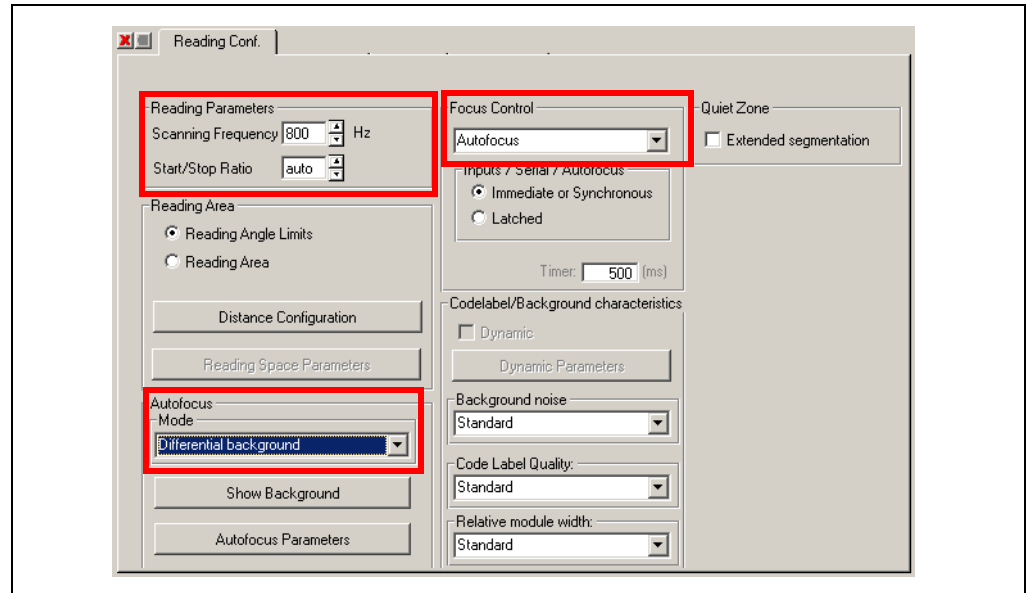 Reading Conf.
Reading Parameters
Scanning Frequency 800 Hz
Start/Stop Ratio auto
Reading Area
Reading Angle Limits
Reading Area
Distance Configuration
Reading Space Parameters
Autofocus
Mode
Differential background
Show Background
Autofocus Parameters
Focus Control
Autofocus
Inputs / Serial / Autofocus
Immediate or Synchronous
Latched
Timer: 500 (ms)
Codelabel/Background characteristics
Dynamic
Dynamic Parameters
Background noise
Standard
Code Label Quality:
Standard
Relative module width:
Standard
Quiet Zone
Extended segmentation